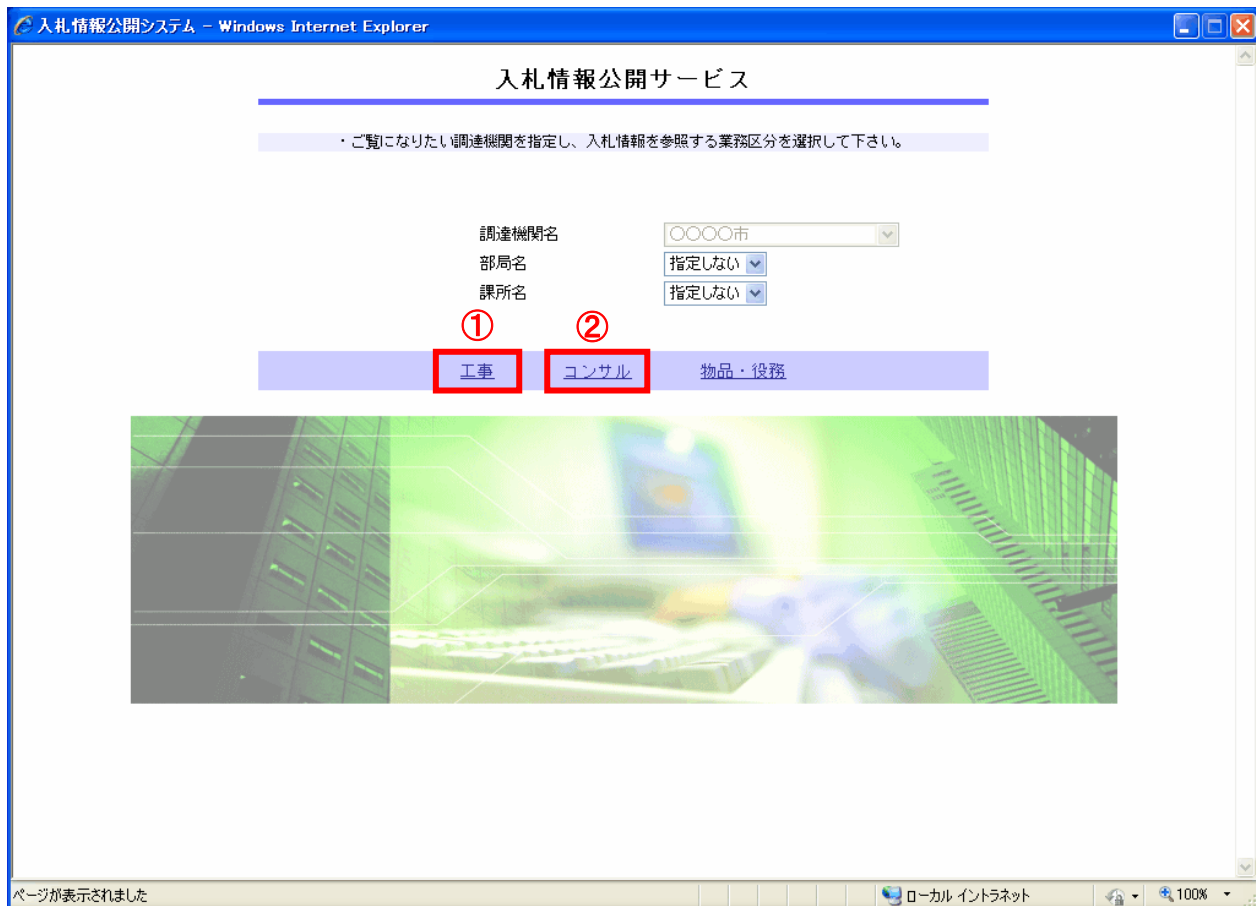 入札情報公開システム - Windows Internet Explorer
入札情報公開サービス
・ご覧になりたい調達機関を指定し、入札情報を参照する業務区分を選択して下さい。
調達機関名 〇〇〇〇市
部局名 指定しない
課所名 指定しない
① ②
工事 コンサル 物品・役務
ページが表示されました ローカル イントラネット 100%